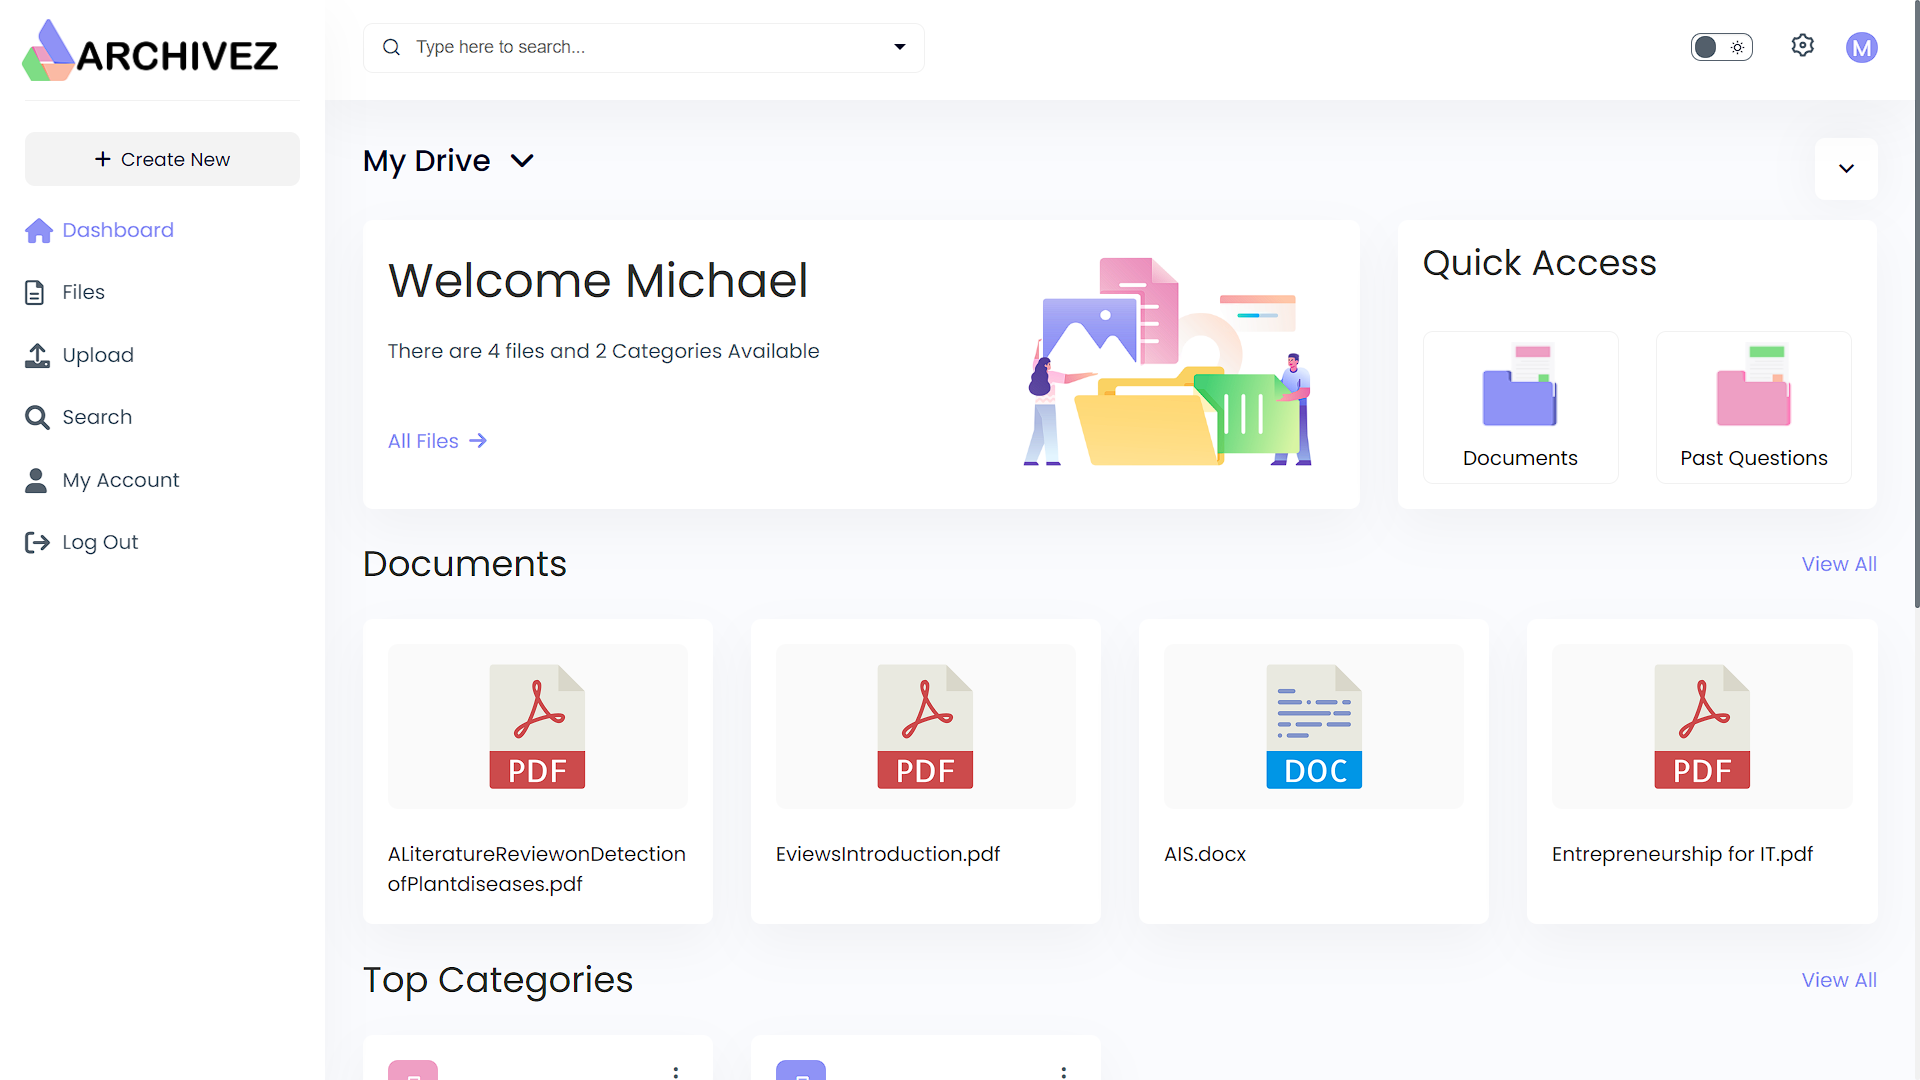 ARCHIVEZ
Type here to search...
M
Create New
Dashboard
Files
Upload
Search
My Account
Log Out
My Drive
Welcome Michael
There are 4 files and 2 Categories Available
All Files
Quick Access
Documents
Past Questions
Documents
View All
PDF
ALiteratureReviewonDetection
ofPlantdiseases.pdf
PDF
EviewsIntroduction.pdf
DOC
AIS.docx
PDF
Entrepreneurship for IT.pdf
Top Categories
View All